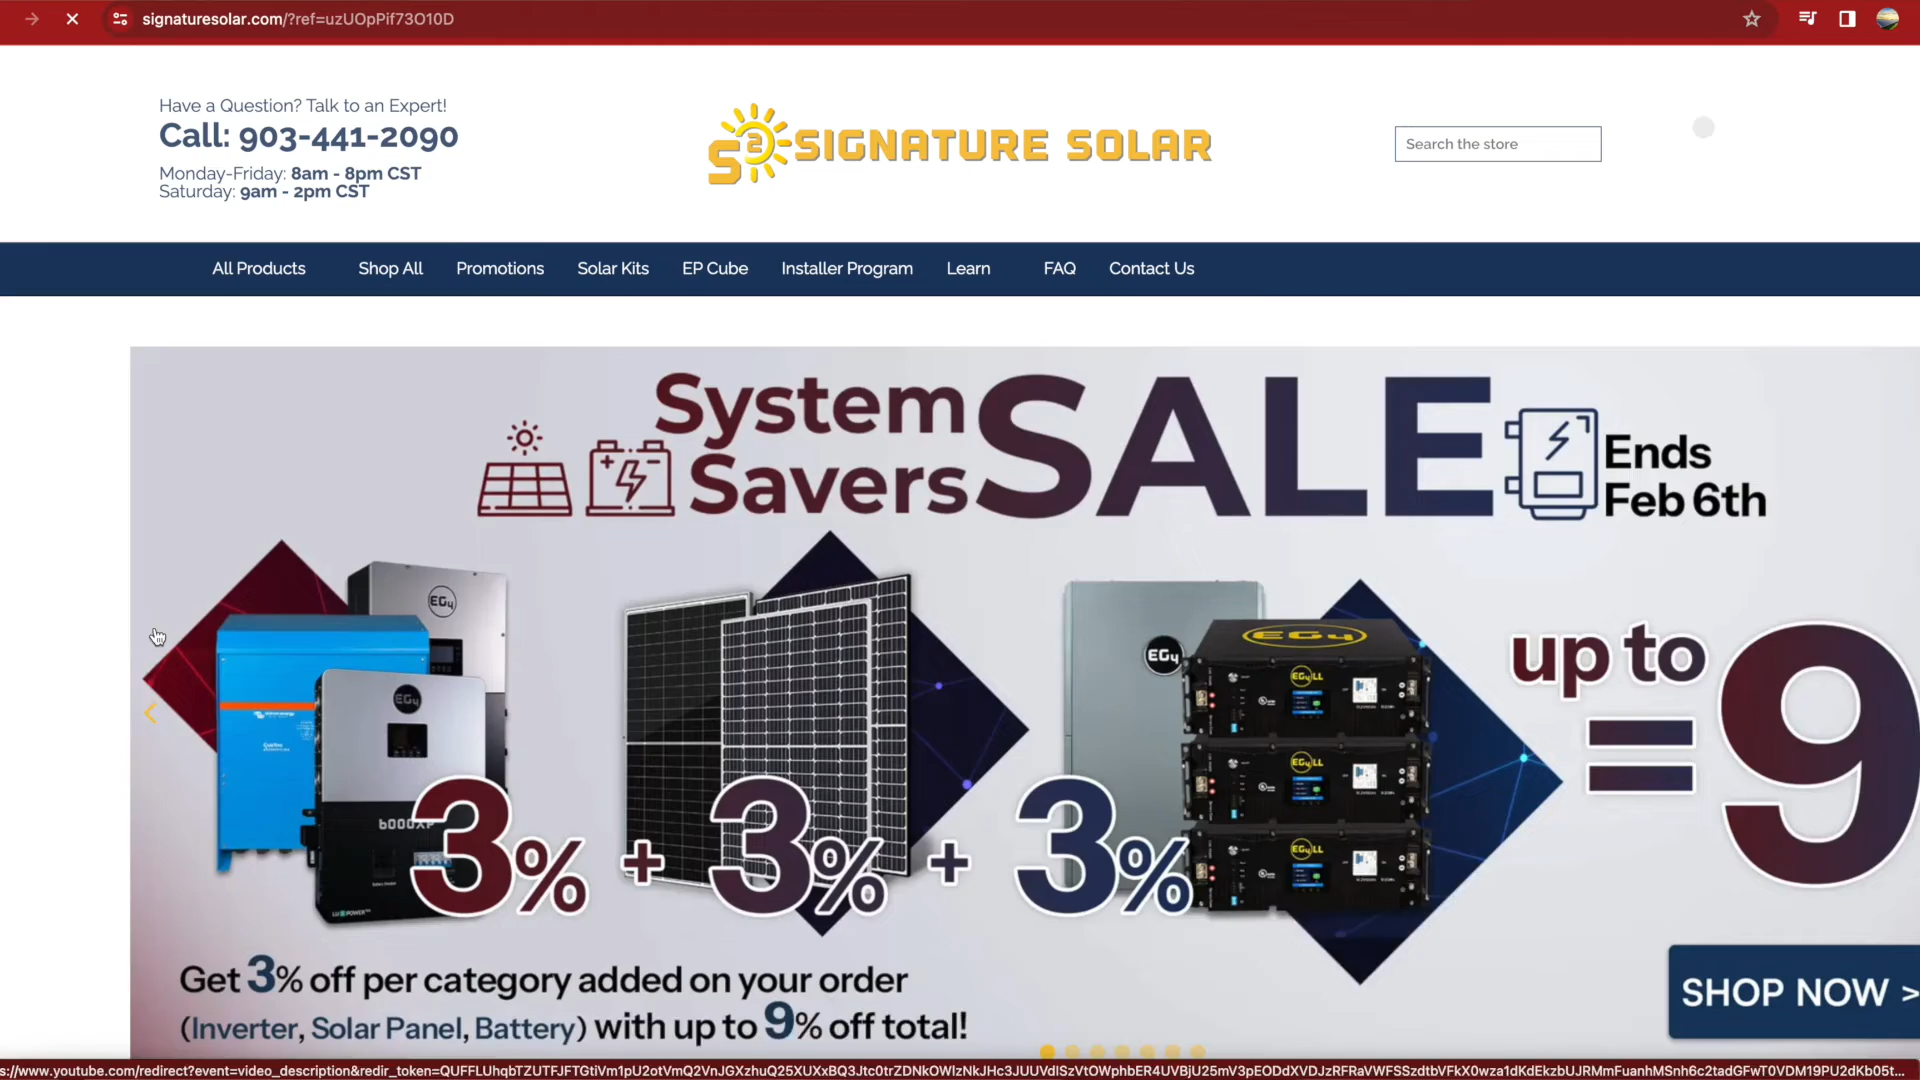 signaturesolar.com/?ref=uzUOpPif73O10D
Have a Question? Talk to an Expert!
Call: 903-441-2090
Monday-Friday: 8am - 8pm CST
Saturday: 9am - 2pm CST
S2 SIGNATURE SOLAR
Search the store
All Products Shop All Promotions Solar Kits EP Cube Installer Program Learn FAQ Contact Us
System
Savers SALE
Ends
Feb 6th
EG4
EG4
6000XP
LUXPOWER
EG4
EG4
EG4 LL
EG4 LL
EG4 LL
3% + 3% + 3%
up to
= 9
Get 3% off per category added on your order
(Inverter, Solar Panel, Battery) with up to 9% off total!
SHOP NOW >